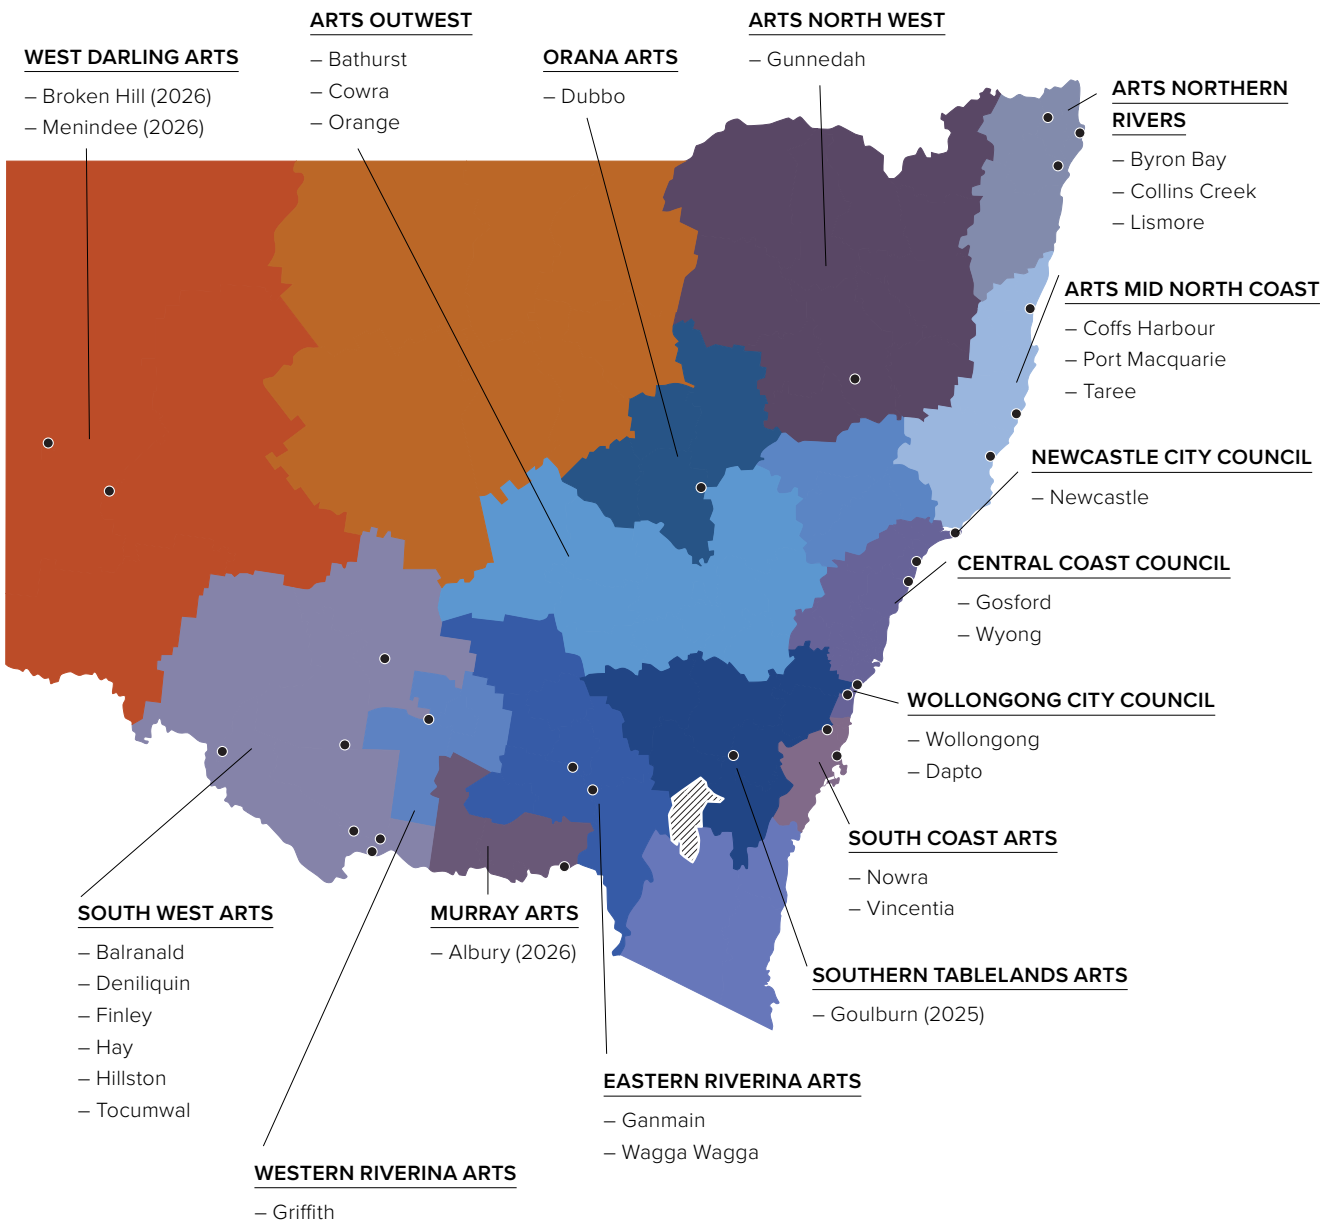 ARTS OUTWEST
– Bathurst
– Cowra
– Orange
ARTS NORTH WEST
– Gunnedah
WEST DARLING ARTS
– Broken Hill (2026)
– Menindee (2026)
ORANA ARTS
– Dubbo
ARTS NORTHERN
RIVERS
– Byron Bay
– Collins Creek
– Lismore
ARTS MID NORTH COAST
– Coffs Harbour
– Port Macquarie
– Taree
NEWCASTLE CITY COUNCIL
– Newcastle
CENTRAL COAST COUNCIL
– Gosford
– Wyong
WOLLONGONG CITY COUNCIL
– Wollongong
– Dapto
SOUTH COAST ARTS
– Nowra
– Vincentia
SOUTH WEST ARTS
– Balranald
– Deniliquin
– Finley
– Hay
– Hillston
– Tocumwal
MURRAY ARTS
– Albury (2026)
SOUTHERN TABLELANDS ARTS
– Goulburn (2025)
EASTERN RIVERINA ARTS
– Ganmain
– Wagga Wagga
WESTERN RIVERINA ARTS
– Griffith